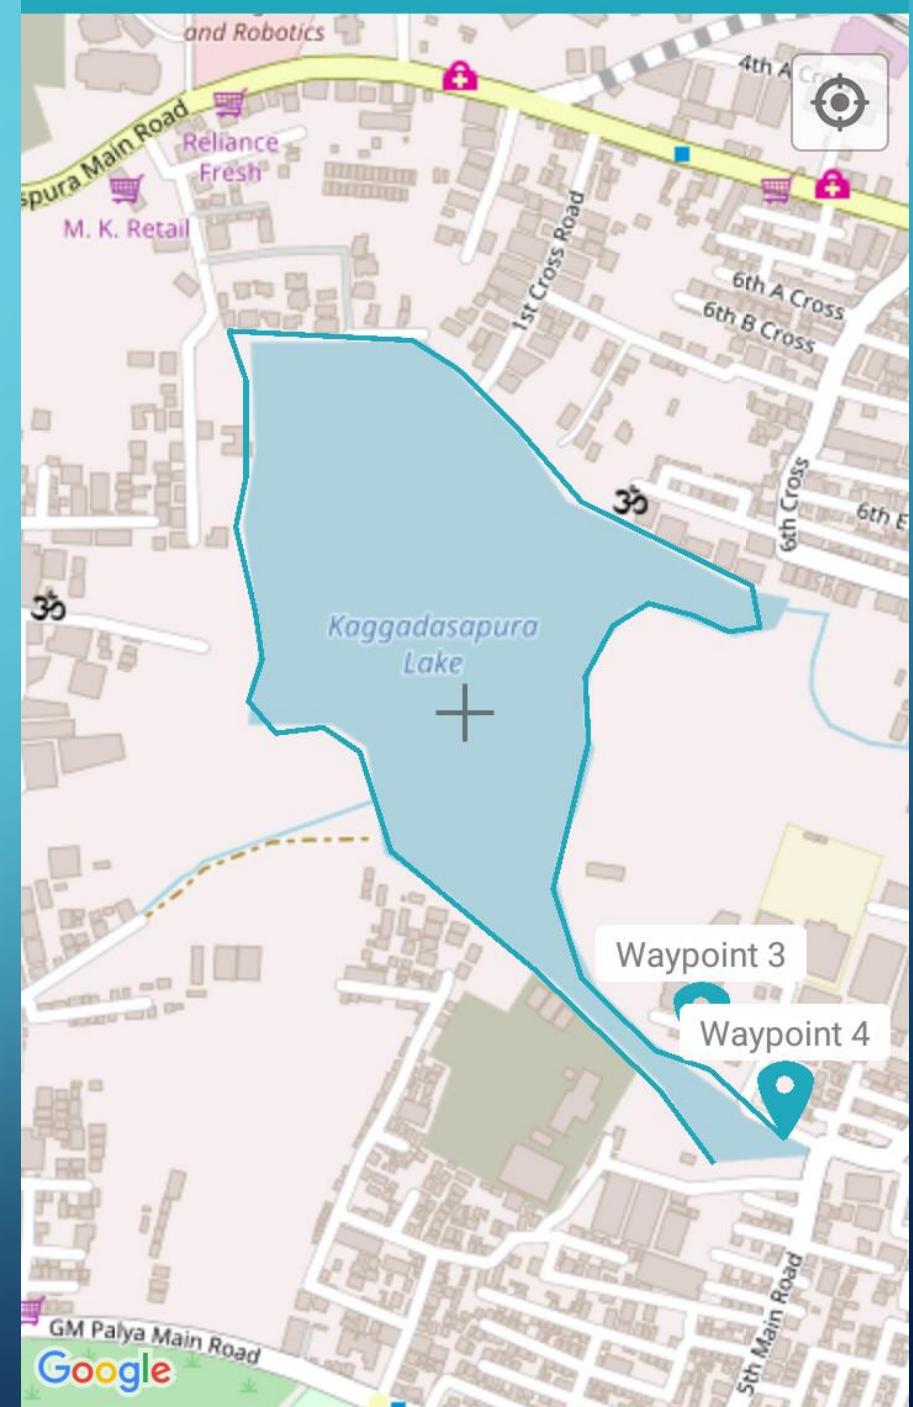 and Robotics
4th A Cro
spura Main Road
Reliance
Fresh
M. K. Retail
1st Cross Road
6th A Cross
6th B Cross
6th Cross
6th E
ॐ
ॐ
Kaggadasapura
Lake
Waypoint 3
Waypoint 4
5th Main Road
GM Palya Main Road
Google